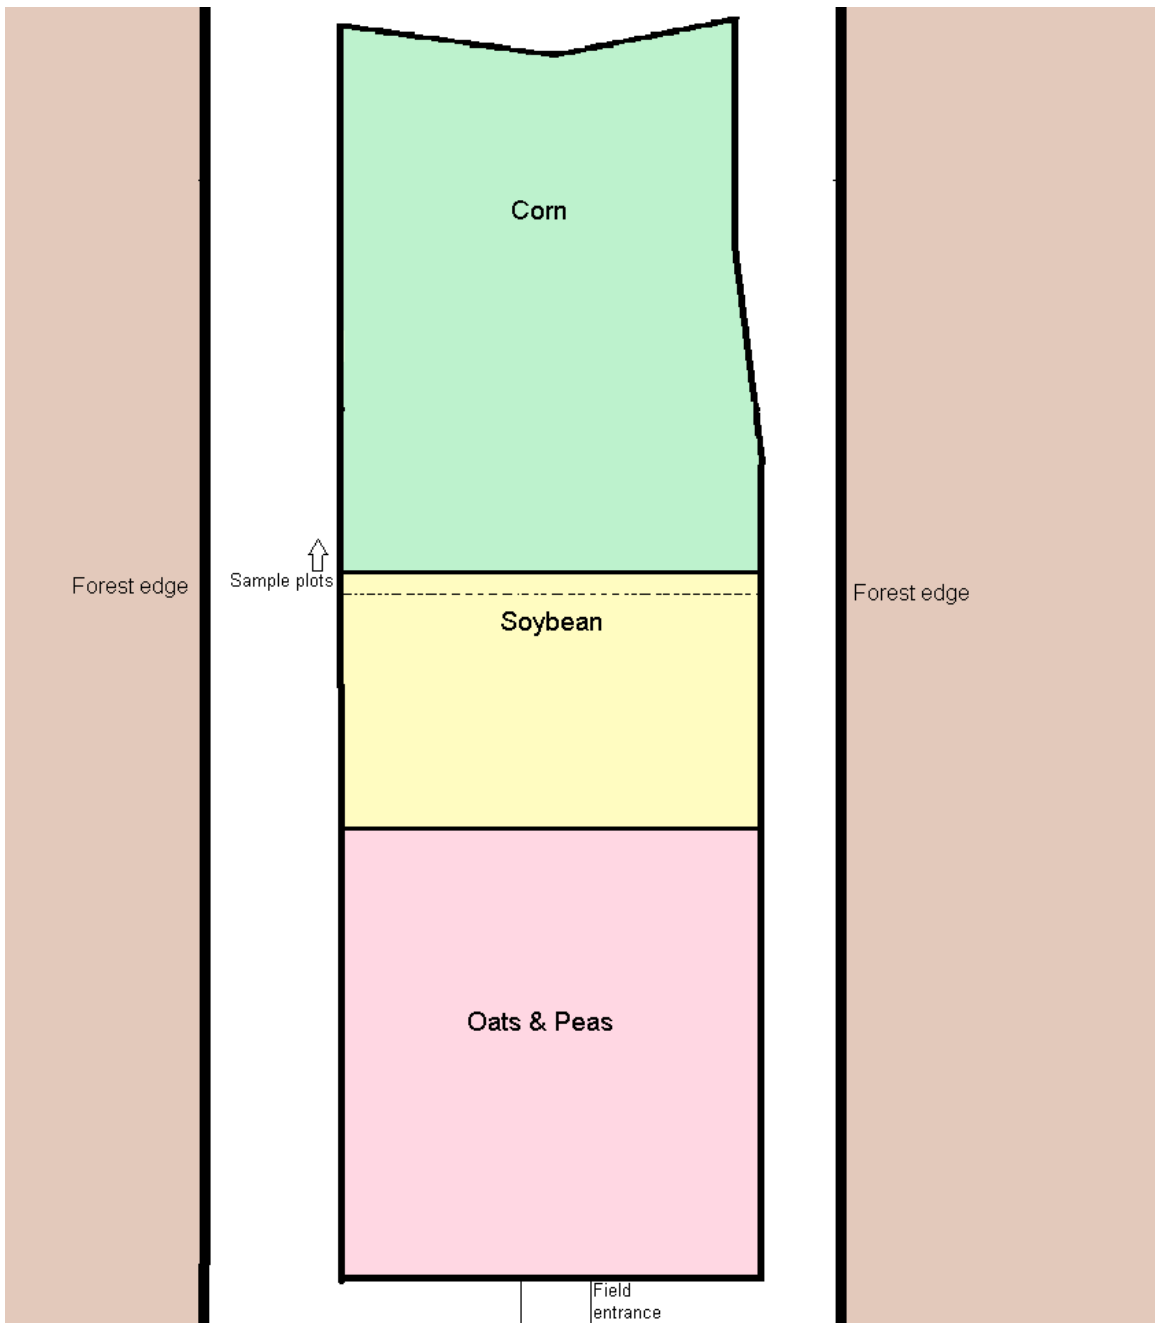 Corn
Sample plots
Forest edge
Forest edge
Soybean
Oats & Peas
Field
entrance